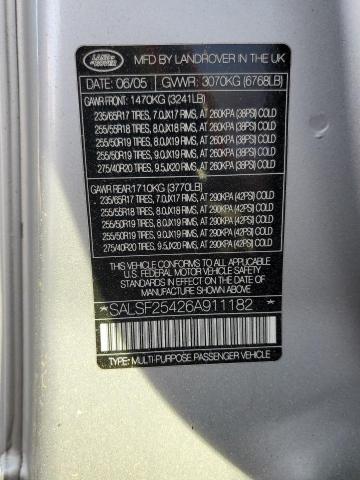 LAND ROVER
MFD BY LANDROVER IN THE UK
DATE: 06/05 GVWR: 3070KG (6768LB)
GAWR FRONT: 1470KG (3241LB)
235/65R17 TIRES, 7.0JX17 RIMS, AT 260KPA (38PSI) COLD
255/55R18 TIRES, 8.0JX18 RIMS, AT 260KPA (38PSI) COLD
255/50R19 TIRES, 8.0JX19 RIMS, AT 260KPA (38PSI) COLD
255/50R19 TIRES, 9.0JX19 RIMS, AT 260KPA (38PSI) COLD
275/40R20 TIRES, 9.5JX20 RIMS, AT 260KPA (38PSI) COLD
GAWR REAR: 1710KG (3770LB)
235/65R17 TIRES, 7.0JX17 RIMS, AT 290KPA (42PSI) COLD
255/55R18 TIRES, 8.0JX18 RIMS, AT 290KPA (42PSI) COLD
255/50R19 TIRES, 8.0JX19 RIMS, AT 290KPA (42PSI) COLD
255/50R19 TIRES, 9.0JX19 RIMS, AT 290KPA (42PSI) COLD
275/40R20 TIRES, 9.5JX20 RIMS, AT 290KPA (42PSI) COLD
THIS VEHICLE CONFORMS TO ALL APPLICABLE
U.S. FEDERAL MOTOR VEHICLE SAFETY STANDARDS
IN EFFECT ON THE DATE OF MANUFACTURE SHOWN ABOVE.
*SALSF25426A911182 *
TYPE: MULTI-PURPOSE PASSENGER VEHICLE